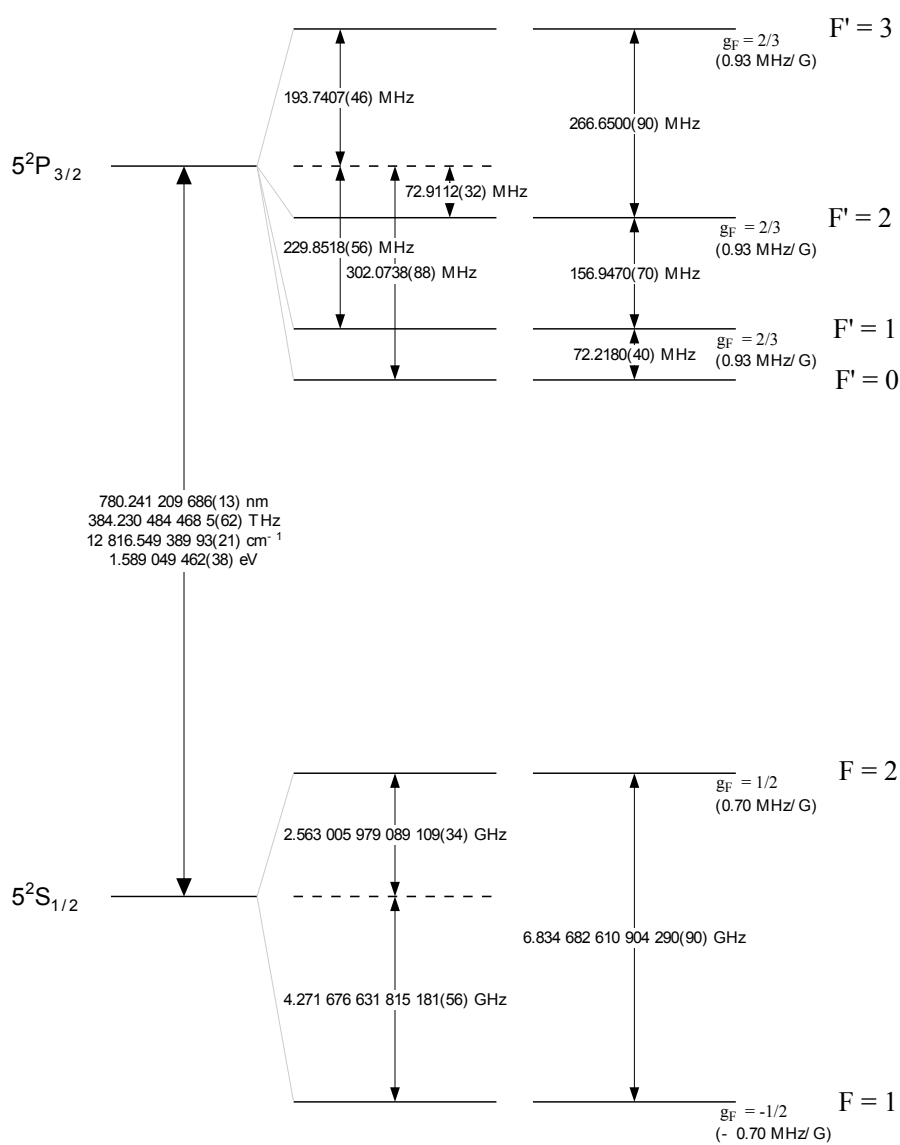 g_F = 2/3
F' = 3
(0.93 MHz/ G)
193.7407(46) MHz
266.6500(90) MHz
5²P₃/₂
72.9112(32) MHz
F' = 2
g_F = 2/3
(0.93 MHz/ G)
229.8518(56) MHz
302.0738(88) MHz
156.9470(70) MHz
F' = 1
g_F = 2/3
(0.93 MHz/ G)
72.2180(40) MHz
F' = 0
780.241 209 686(13) nm
384.230 484 468 5(62) THz
12 816.549 389 93(21) cm⁻¹
1.589 049 462(38) eV
F = 2
g_F = 1/2
(0.70 MHz/ G)
2.563 005 979 089 109(34) GHz
5²S₁/₂
6.834 682 610 904 290(90) GHz
4.271 676 631 815 181(56) GHz
F = 1
g_F = -1/2
(- 0.70 MHz/ G)